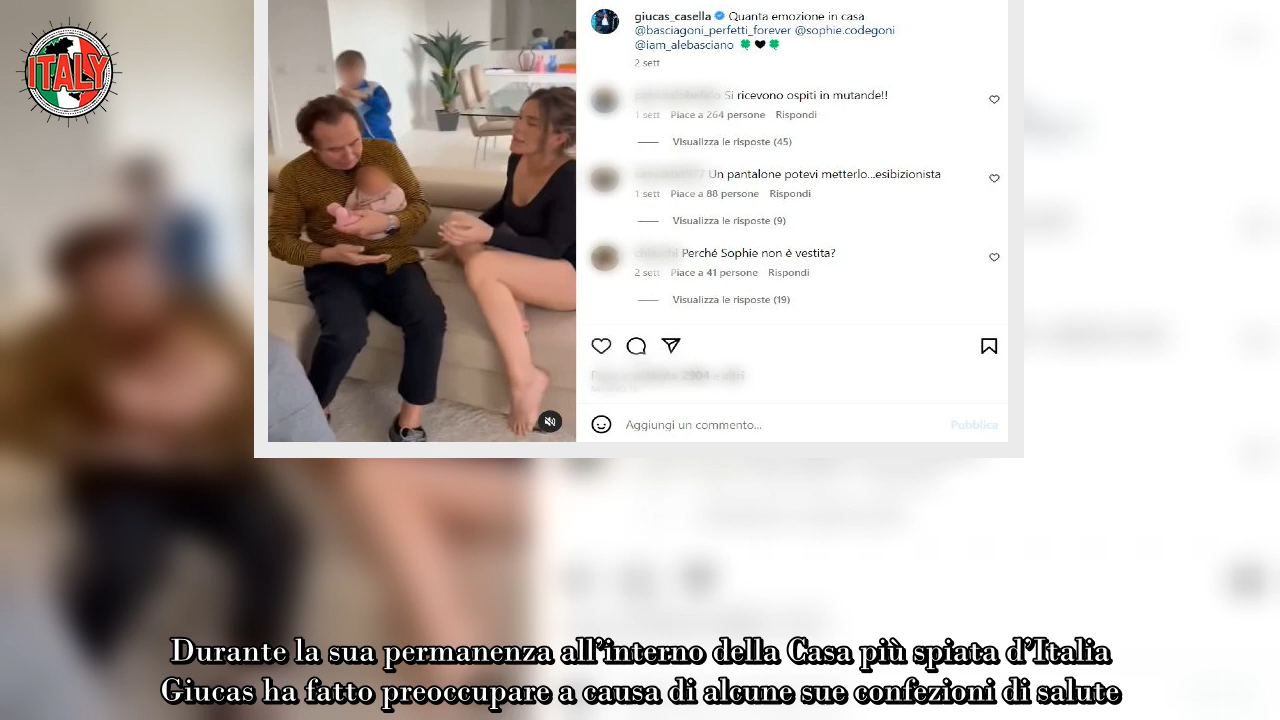 ITALY
giucas_casella Quanta emozione in casa
@basciagoni_perfetti_forever @sophie.codegoni
@iam_alebasciano
2 sett
Si ricevono ospiti in mutande!!
1 sett Piace a 264 persone Rispondi
Visualizza le risposte (45)
Un pantalone potevi metterlo...esibizionista
1 sett Piace a 88 persone Rispondi
Visualizza le risposte (9)
Perché Sophie non è vestita?
2 sett Piace a 41 persone Rispondi
Visualizza le risposte (19)
Aggiungi un commento... Pubblica
Durante la sua permanenza all'interno della Casa più spiata d'Italia
Giucas ha fatto preoccupare a causa di alcune sue confezioni di salute